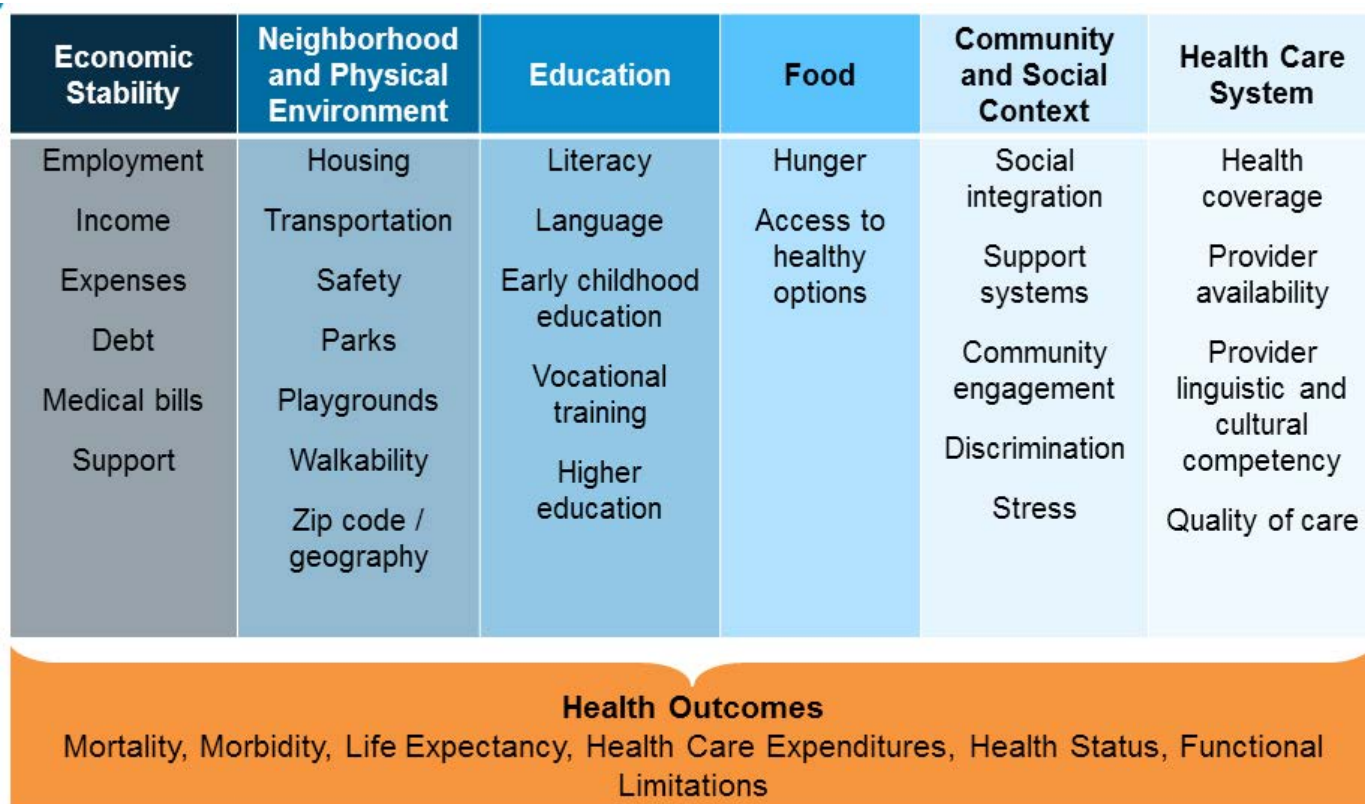 Economic
Stability
Neighborhood
and Physical
Environment
Education
Food
Community
and Social
Context
Health Care
System
Employment
Income
Expenses
Debt
Medical bills
Support
Housing
Transportation
Safety
Parks
Playgrounds
Walkability
Zip code /
geography
Literacy
Language
Early childhood
education
Vocational
training
Higher
education
Hunger
Access to
healthy
options
Social
integration
Support
systems
Community
engagement
Discrimination
Stress
Health
coverage
Provider
availability
Provider
linguistic and
cultural
competency
Quality of care
Health Outcomes
Mortality, Morbidity, Life Expectancy, Health Care Expenditures, Health Status, Functional
Limitations